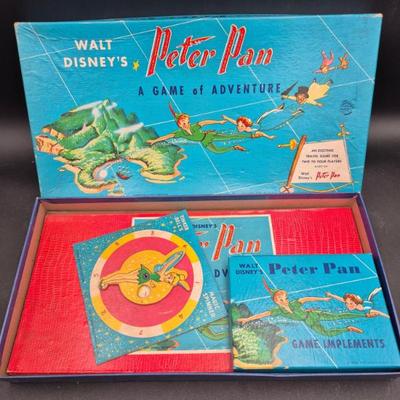 WALT
DISNEY'S
Peter Pan
A GAME of ADVENTURE
AN EXCITING
TRAVEL GAME FOR
TWO TO FOUR PLAYERS
Walt
Disney's Peter Pan
DISNEY'S
Pan
WALT
DISNEY'S Peter Pan
GAME IMPLEMENTS